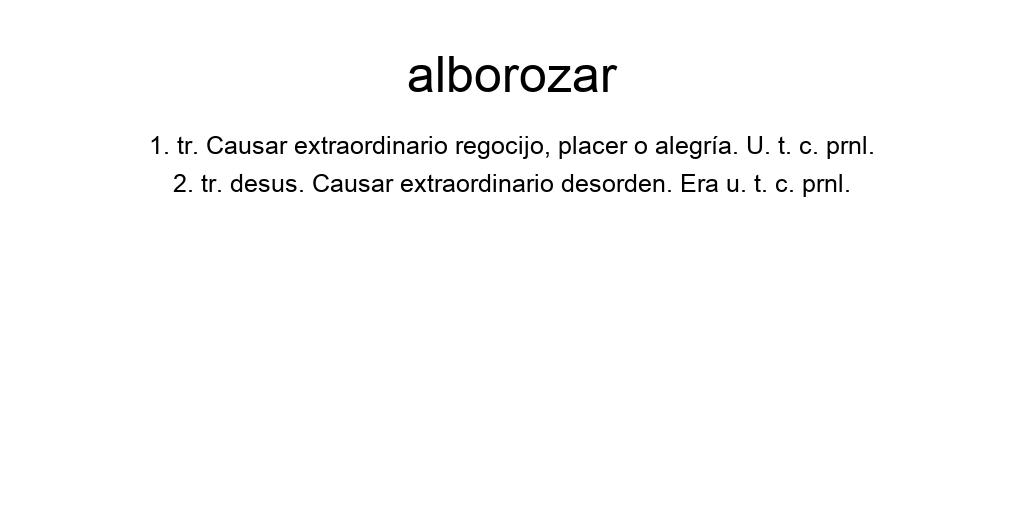 alborozar
1. tr. Causar extraordinario regocijo, placer o alegría. U. t. c. prnl.
2. tr. desus. Causar extraordinario desorden. Era u. t. c. prnl.